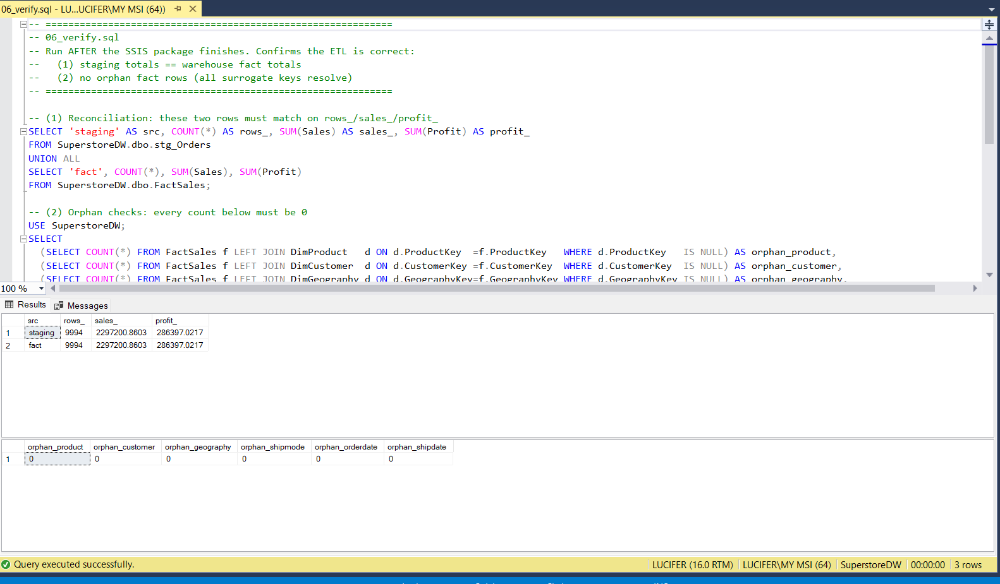 06_verify.sql - LU...UCIFER\MY MSI (64))
-- =============================================================
-- 06_verify.sql
-- Run AFTER the SSIS package finishes. Confirms the ETL is correct:
--   (1) staging totals == warehouse fact totals
--   (2) no orphan fact rows (all surrogate keys resolve)
-- =============================================================
-- (1) Reconciliation: these two rows must match on rows_/sales_/profit_
SELECT 'staging' AS src, COUNT(*) AS rows_, SUM(Sales) AS sales_, SUM(Profit) AS profit_
FROM SuperstoreDW.dbo.stg_Orders
UNION ALL
SELECT 'fact', COUNT(*), SUM(Sales), SUM(Profit)
FROM SuperstoreDW.dbo.FactSales;
-- (2) Orphan checks: every count below must be 0
USE SuperstoreDW;
SELECT
(SELECT COUNT(*) FROM FactSales f LEFT JOIN DimProduct   d ON d.ProductKey  =f.ProductKey   WHERE d.ProductKey   IS NULL) AS orphan_product,
(SELECT COUNT(*) FROM FactSales f LEFT JOIN DimCustomer  d ON d.CustomerKey =f.CustomerKey  WHERE d.CustomerKey  IS NULL) AS orphan_customer,
(SELECT COUNT(*) FROM FactSales f LEFT JOIN DimGeography d ON d.GeographyKey=f.GeographyKey WHERE d.GeographyKey IS NULL) AS orphan_geography,
100 %
Results Messages
src rows_ sales_ profit_
1 staging 9994 2297200.8603 286397.0217
2 fact 9994 2297200.8603 286397.0217
orphan_product orphan_customer orphan_geography orphan_shipmode orphan_orderdate orphan_shipdate
1 0 0 0 0 0 0
Query executed successfully. LUCIFER (16.0 RTM) LUCIFER\MY MSI (64) SuperstoreDW 00:00:00 3 rows